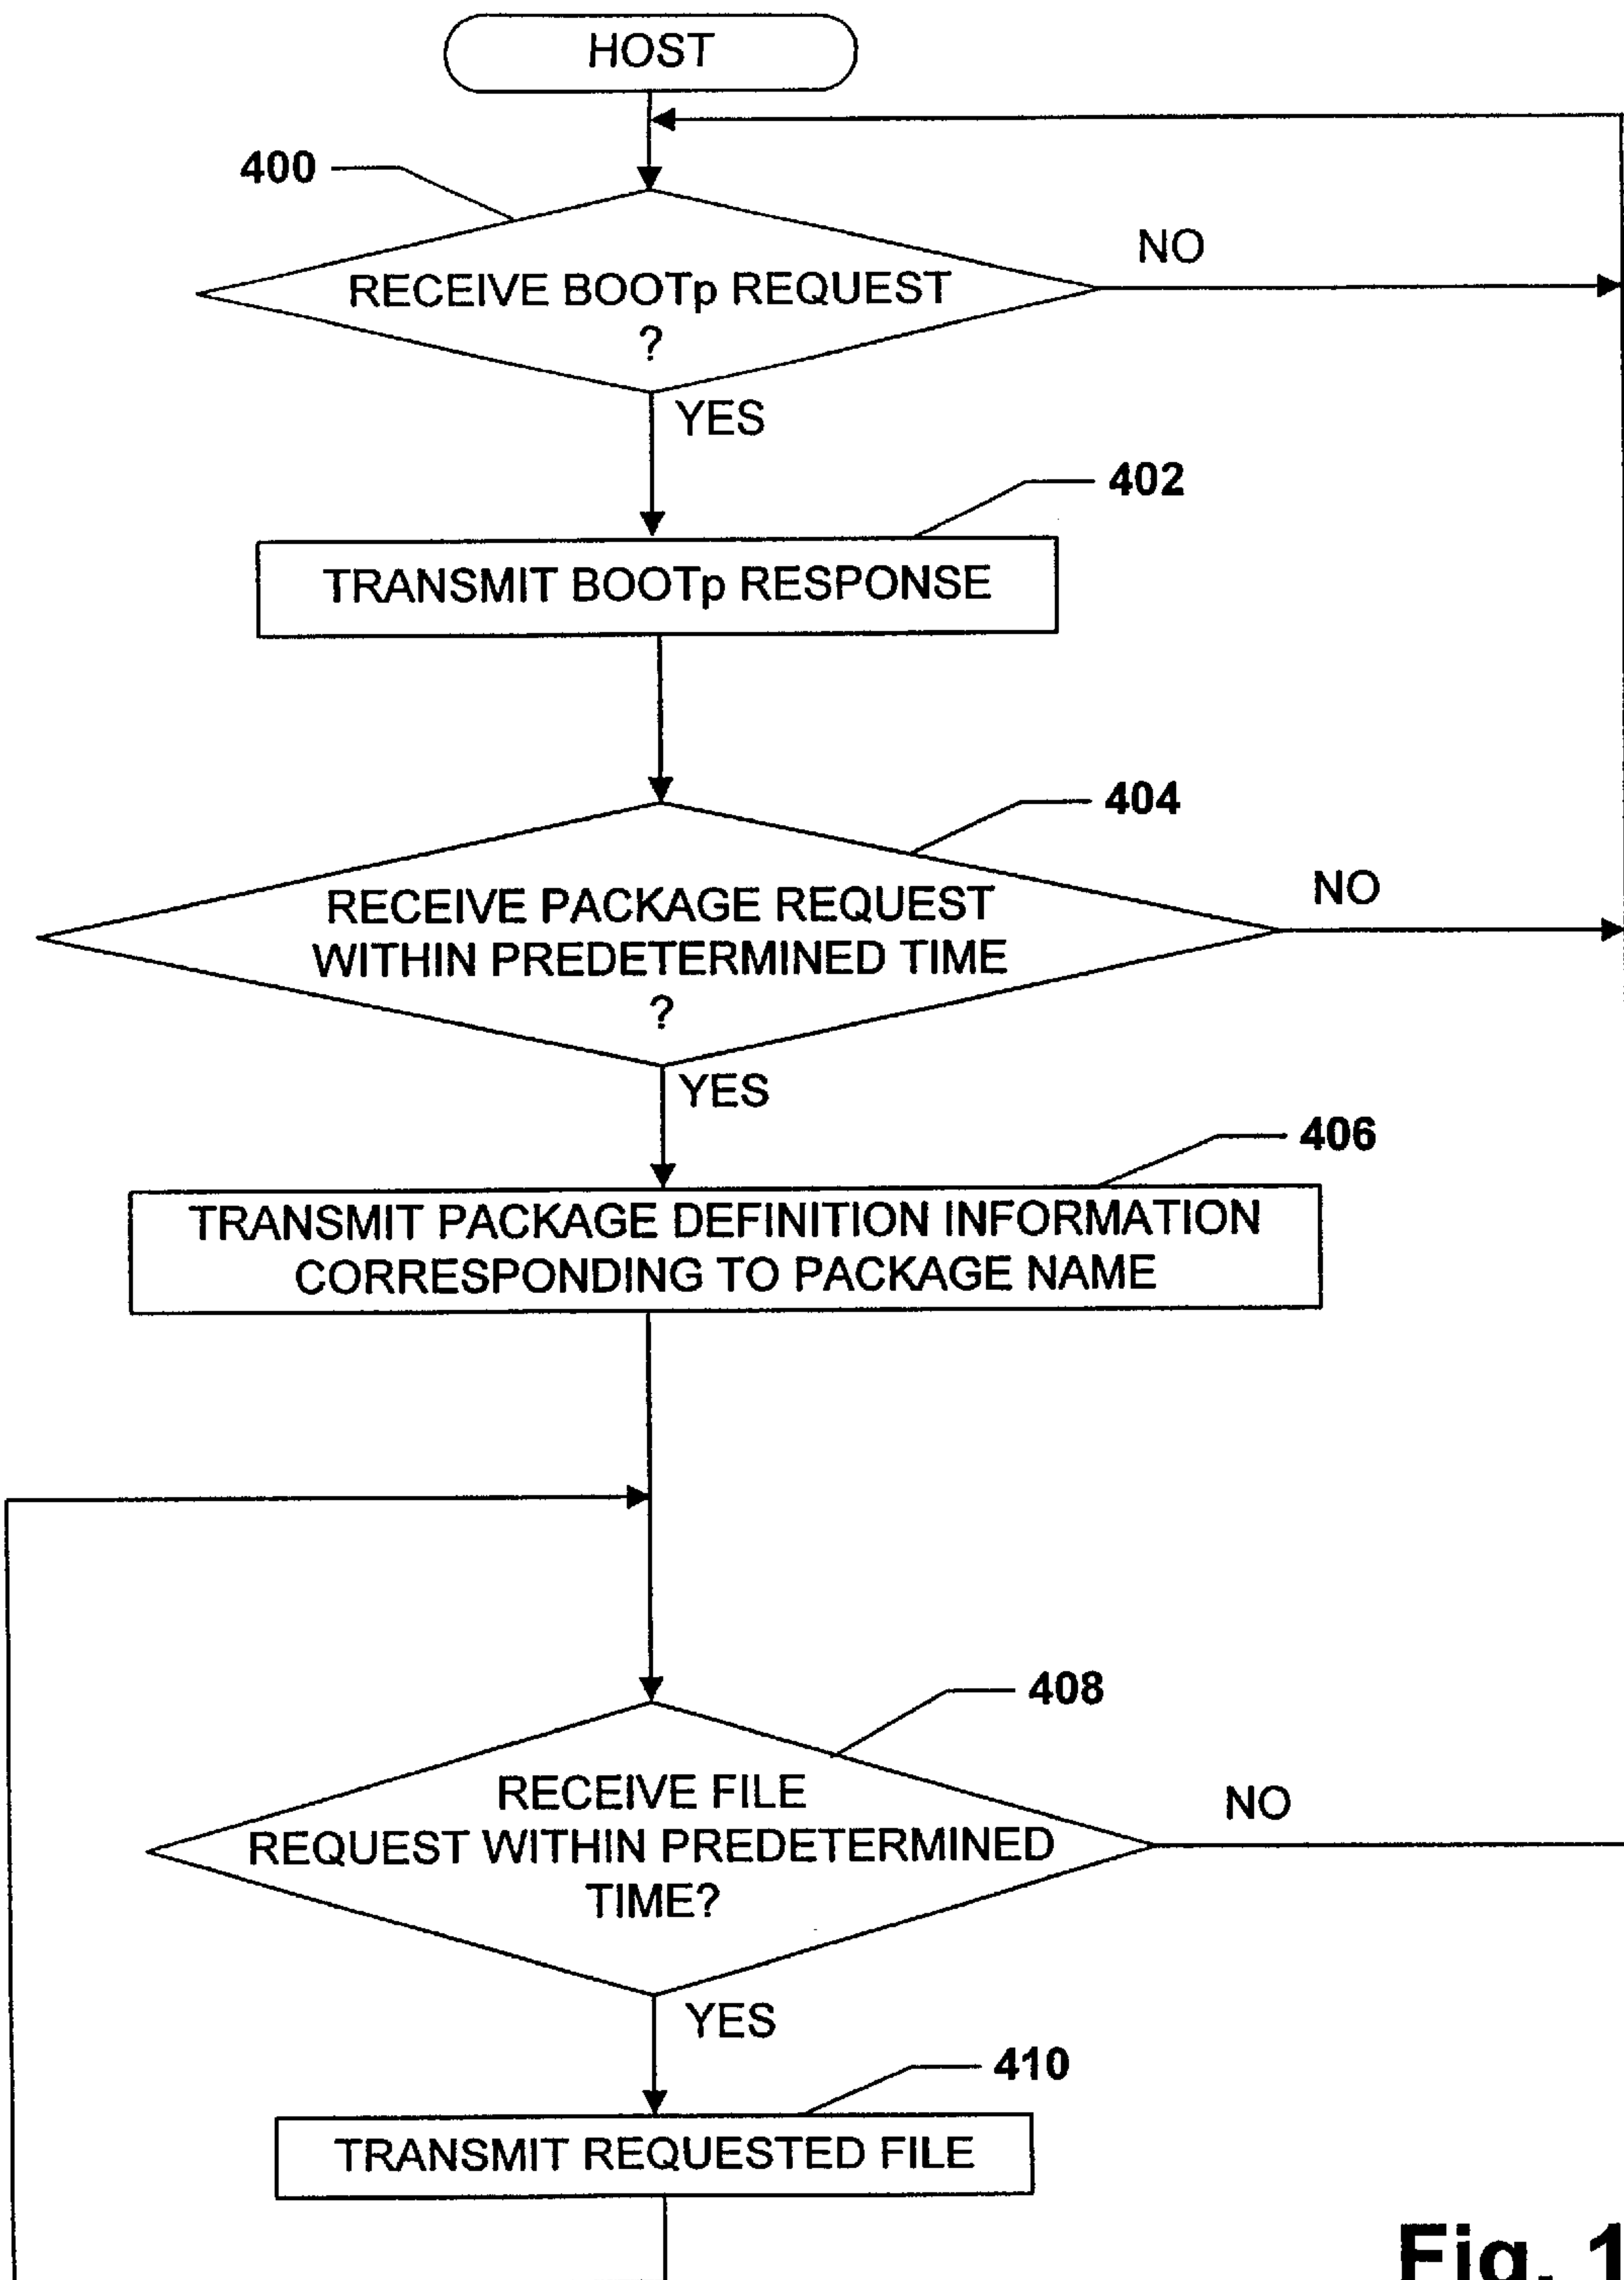 HOST
400
NO
RECEIVE BOOTp REQUEST
?
YES
402
TRANSMIT BOOTp RESPONSE
404
NO
RECEIVE PACKAGE REQUEST
WITHIN PREDETERMINED TIME
?
YES
406
TRANSMIT PACKAGE DEFINITION INFORMATION
CORRESPONDING TO PACKAGE NAME
408
RECEIVE FILE
NO
REQUEST WITHIN PREDETERMINED
TIME?
YES
410
TRANSMIT REQUESTED FILE
Fig. 1